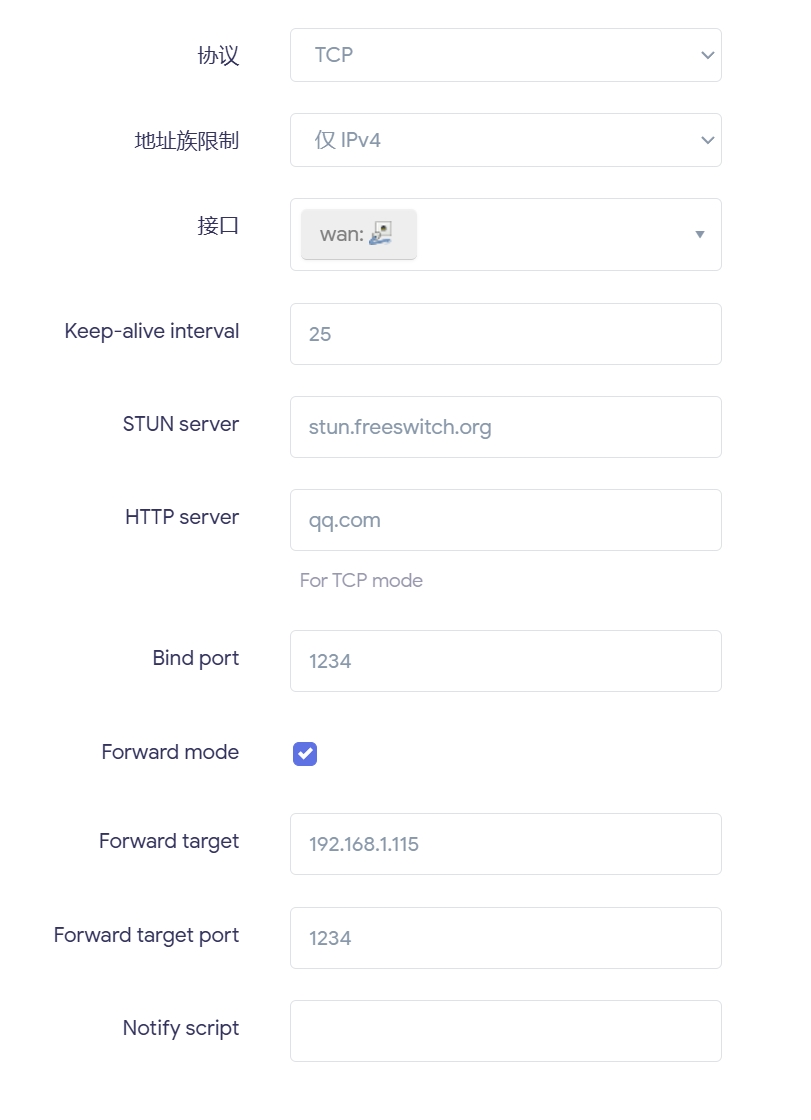 协议 TCP
地址族限制 仅 IPv4
接口 wan:
Keep-alive interval 25
STUN server stun.freeswitch.org
HTTP server qq.com
For TCP mode
Bind port 1234
Forward mode
Forward target 192.168.1.115
Forward target port 1234
Notify script